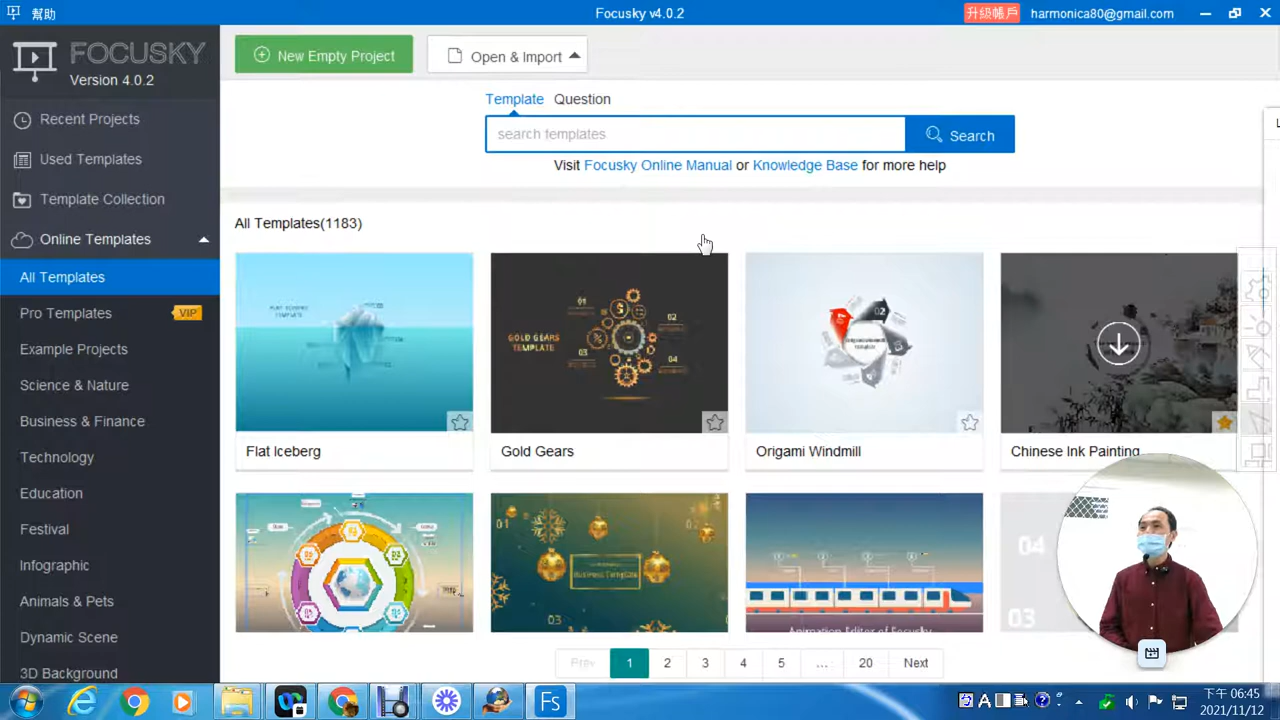 幫助
Focusky v4.0.2
升級帳戶
harmonica80@gmail.com
FOCUSKY
Version 4.0.2
New Empty Project
Open & Import
Recent Projects
Used Templates
Template Collection
Online Templates
All Templates
Pro Templates
VIP
Example Projects
Science & Nature
Business & Finance
Technology
Education
Festival
Infographic
Animals & Pets
Dynamic Scene
3D Background
Template Question
search templates
Search
Visit Focusky Online Manual or Knowledge Base for more help
All Templates(1183)
FLAT ICEBERG
TEMPLATE
Flat Iceberg
01
02
GOLD GEARS
TEMPLATE
03
04
Gold Gears
02
Origami Windmill
Chinese Ink Painting
01
02
Business Template
03
Animation Editor of Focusky
04
03
Prev 1 2 3 4 5 ... 20 Next
Fs
A
下午 06:45
2021/11/12